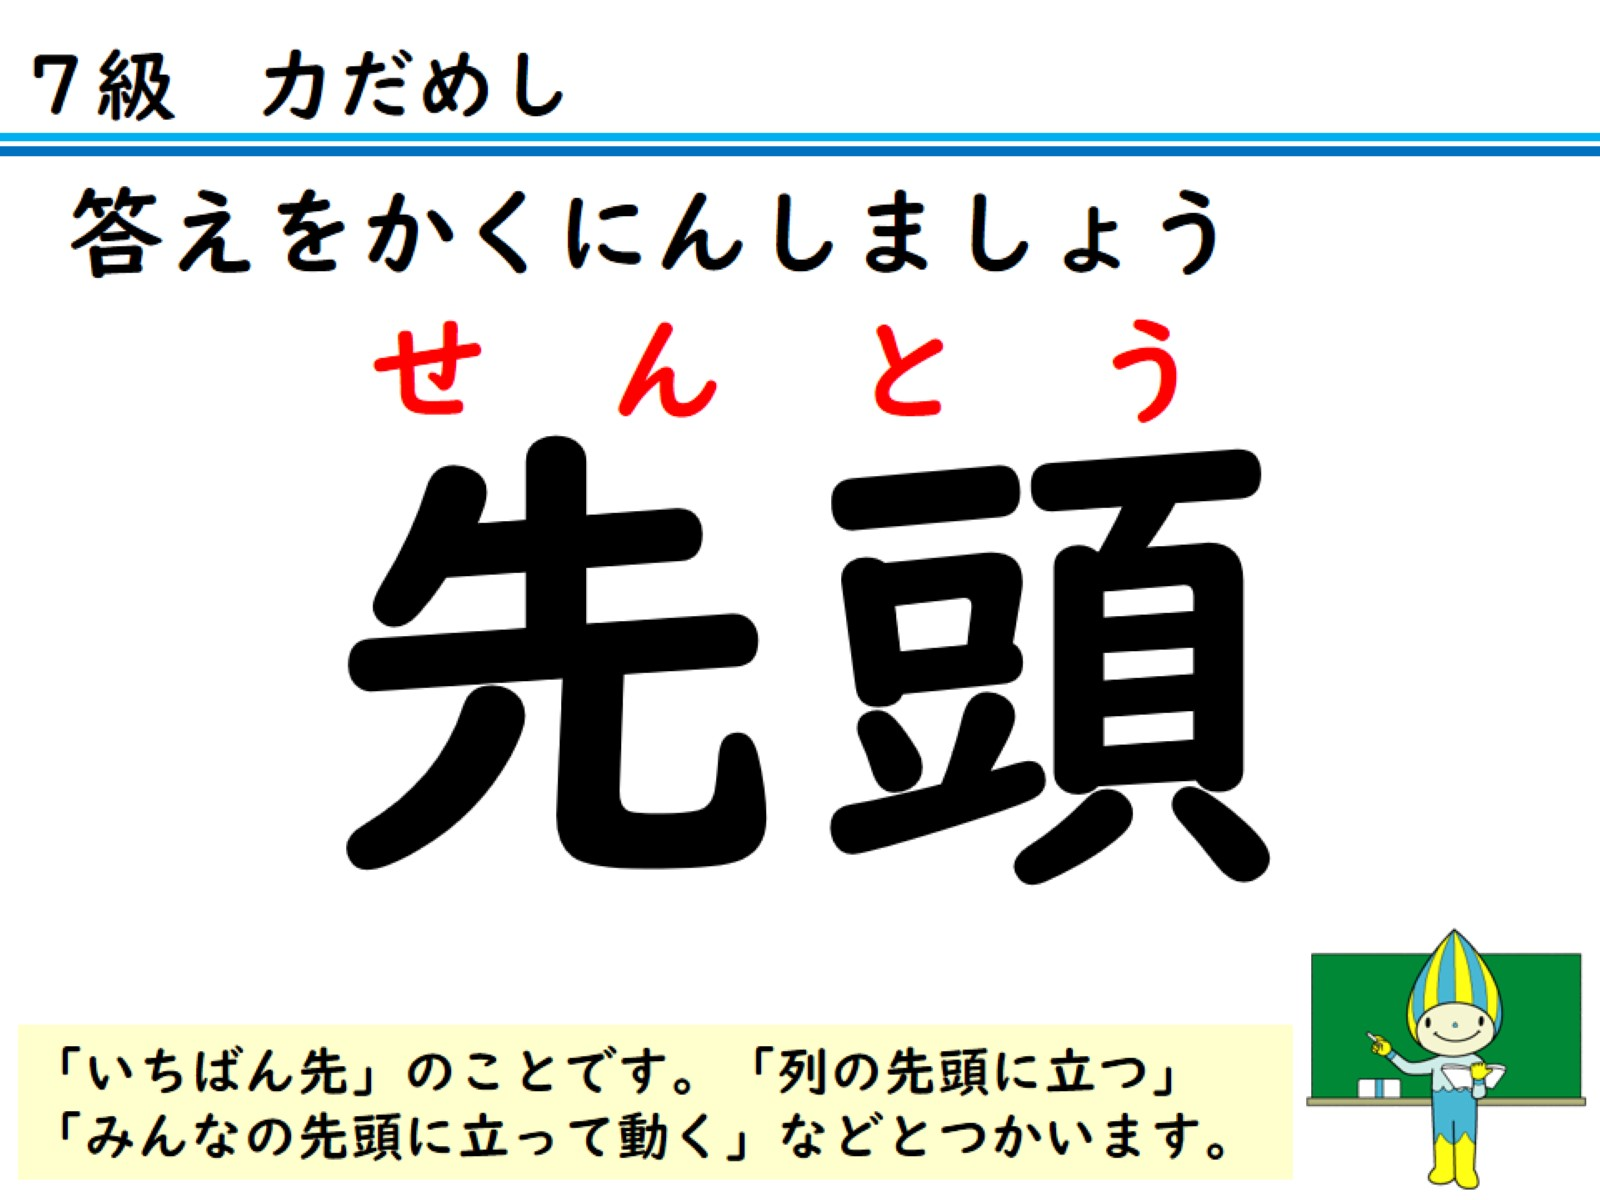 ７級　力だめし
答えをかくにんしましょう
せんとう
先頭
「いちばん先」のことです。「列の先頭に立つ」
「みんなの先頭に立って動く」などとつかいます。